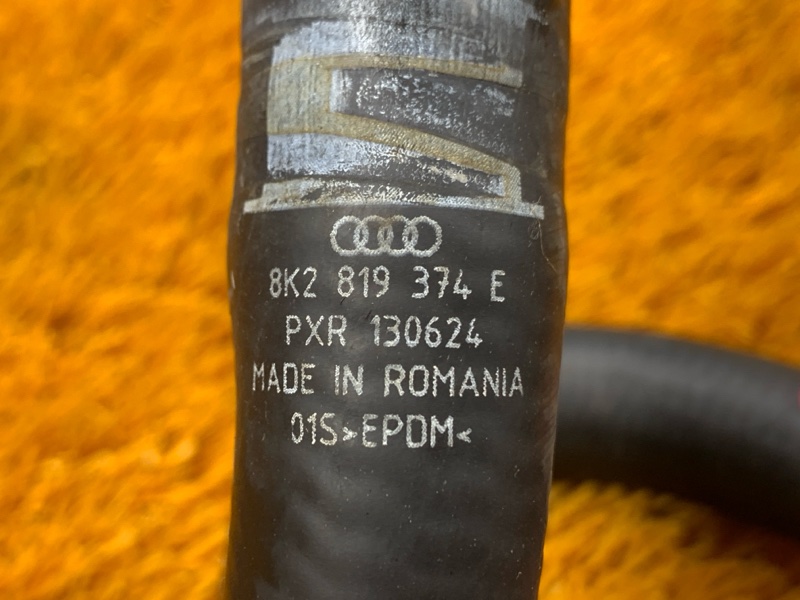 8K2 819 374 E
PXR 130624
MADE IN ROMANIA
01S>EPDM<